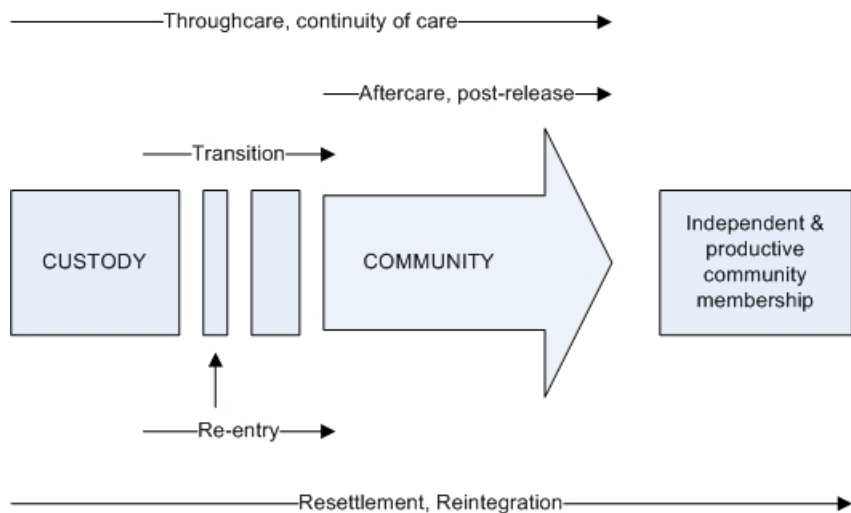 Throughcare, continuity of care
Aftercare, post-release
Transition
CUSTODY
COMMUNITY
Independent &
productive
community
membership
Re-entry
Resettlement, Reintegration